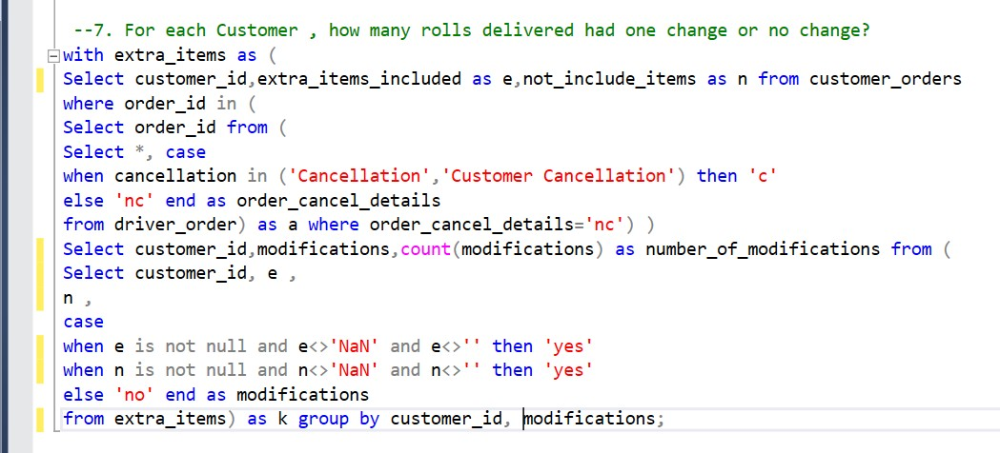 --7. For each Customer , how many rolls delivered had one change or no change?
with extra_items as (
Select customer_id,extra_items_included as e,not_include_items as n from customer_orders
where order_id in (
Select order_id from (
Select *, case
when cancellation in ('Cancellation','Customer Cancellation') then 'c'
else 'nc' end as order_cancel_details
from driver_order) as a where order_cancel_details='nc') )
Select customer_id,modifications,count(modifications) as number_of_modifications from (
Select customer_id, e ,
n ,
case
when e is not null and e<>'NaN' and e<>'' then 'yes'
when n is not null and n<>'NaN' and n<>'' then 'yes'
else 'no' end as modifications
from extra_items) as k group by customer_id, modifications;